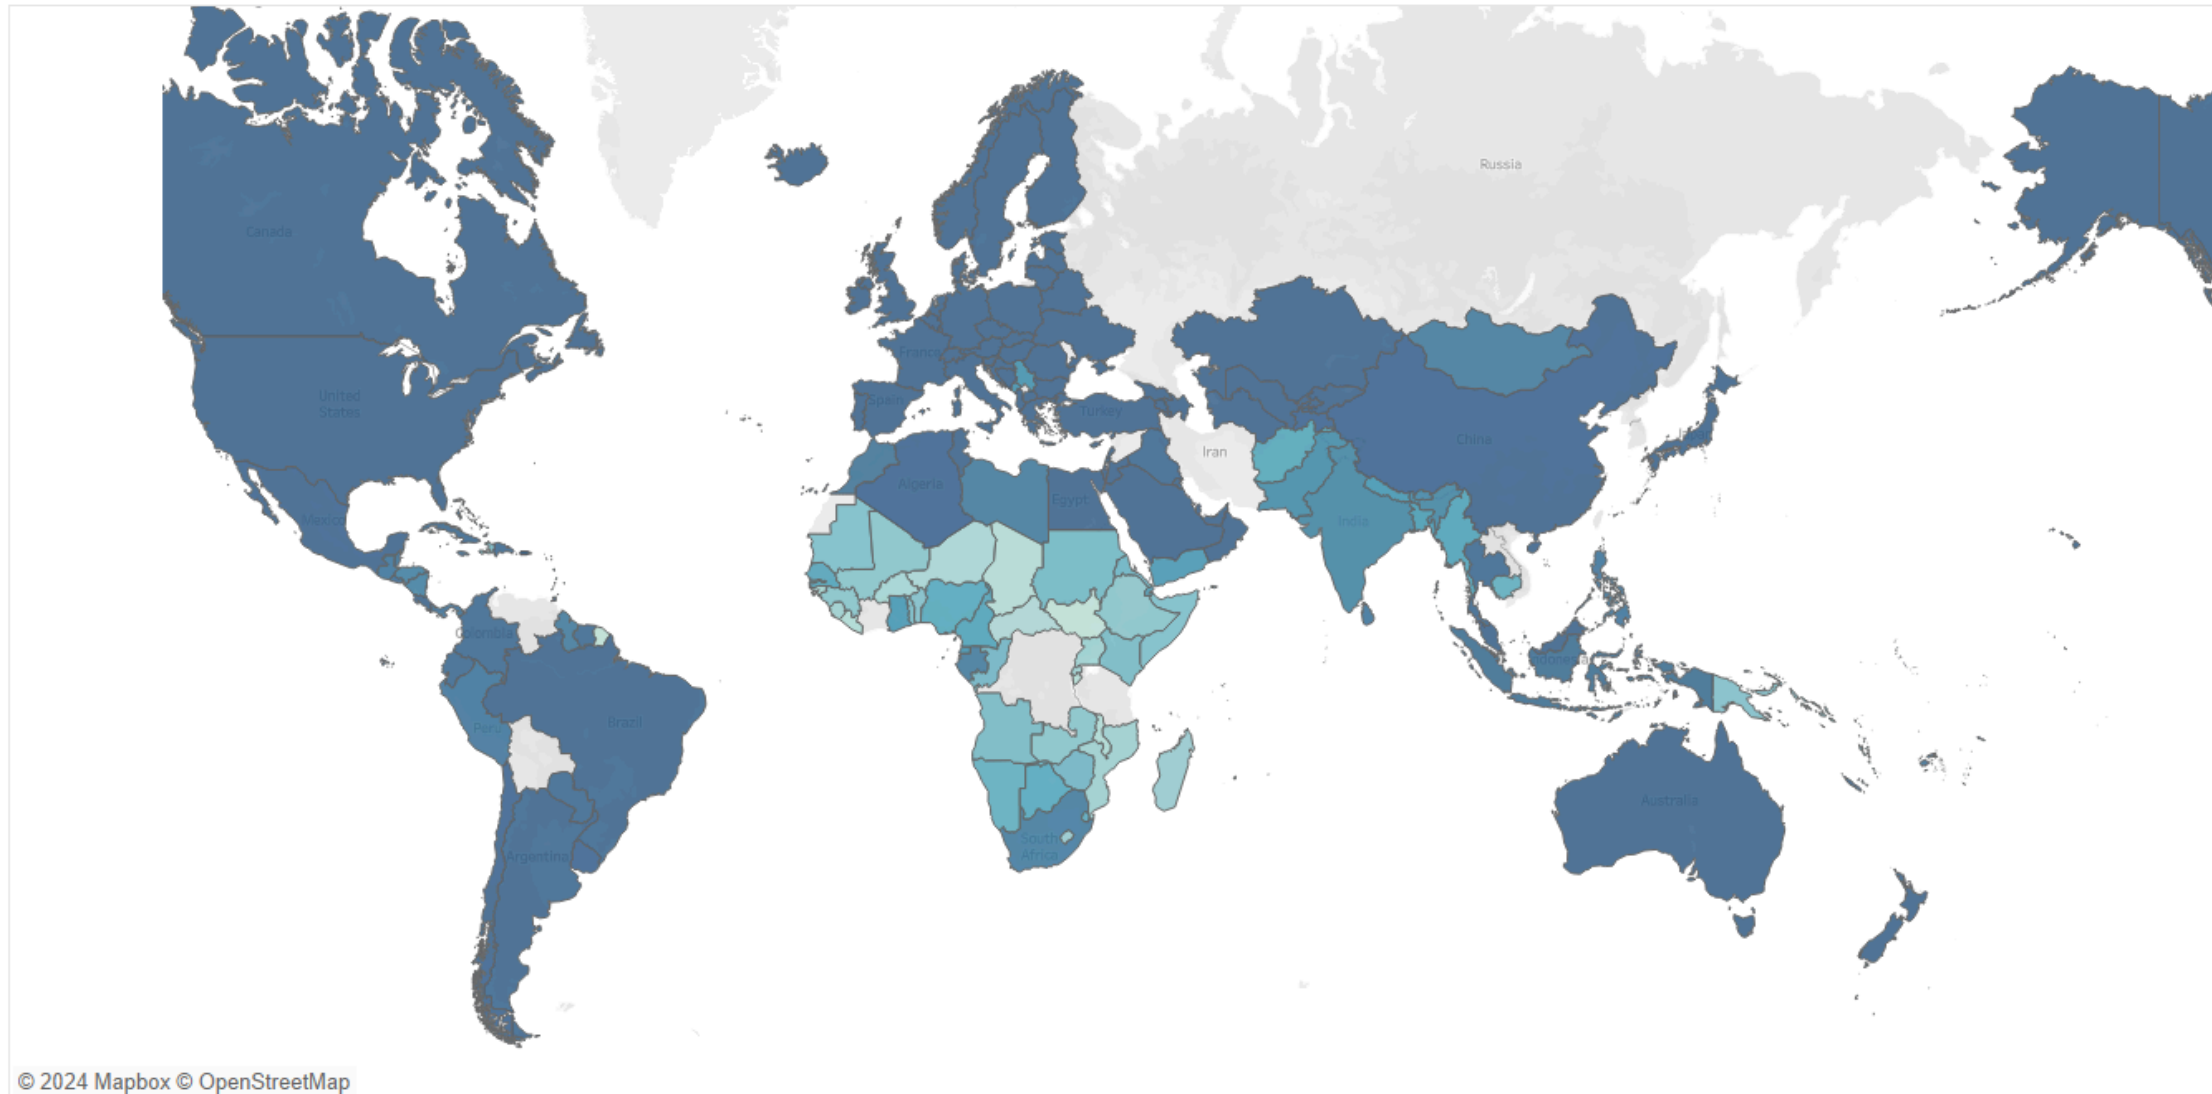 Russia
Canada
France
United
States
Spain
Turkey
China
Iran
Algeria
Egypt
Mexico
India
Colombia
Indonesia
Peru
Brazil
Australia
South
Africa
Argentina
© 2024 Mapbox © OpenStreetMap